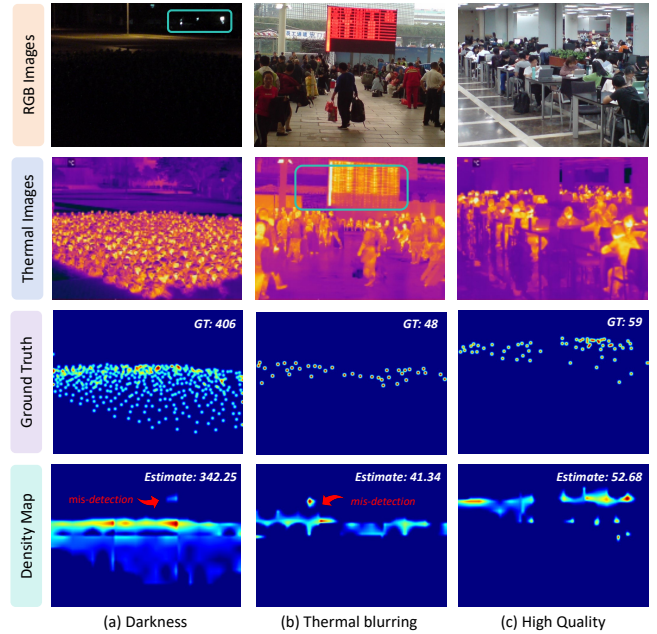 RGB Images
Thermal Images
GT: 406
GT: 48
GT: 59
Ground Truth
Estimate: 342.25
Estimate: 41.34
Estimate: 52.68
mis-detection
mis-detection
Density Map
(a) Darkness
(b) Thermal blurring
(c) High Quality